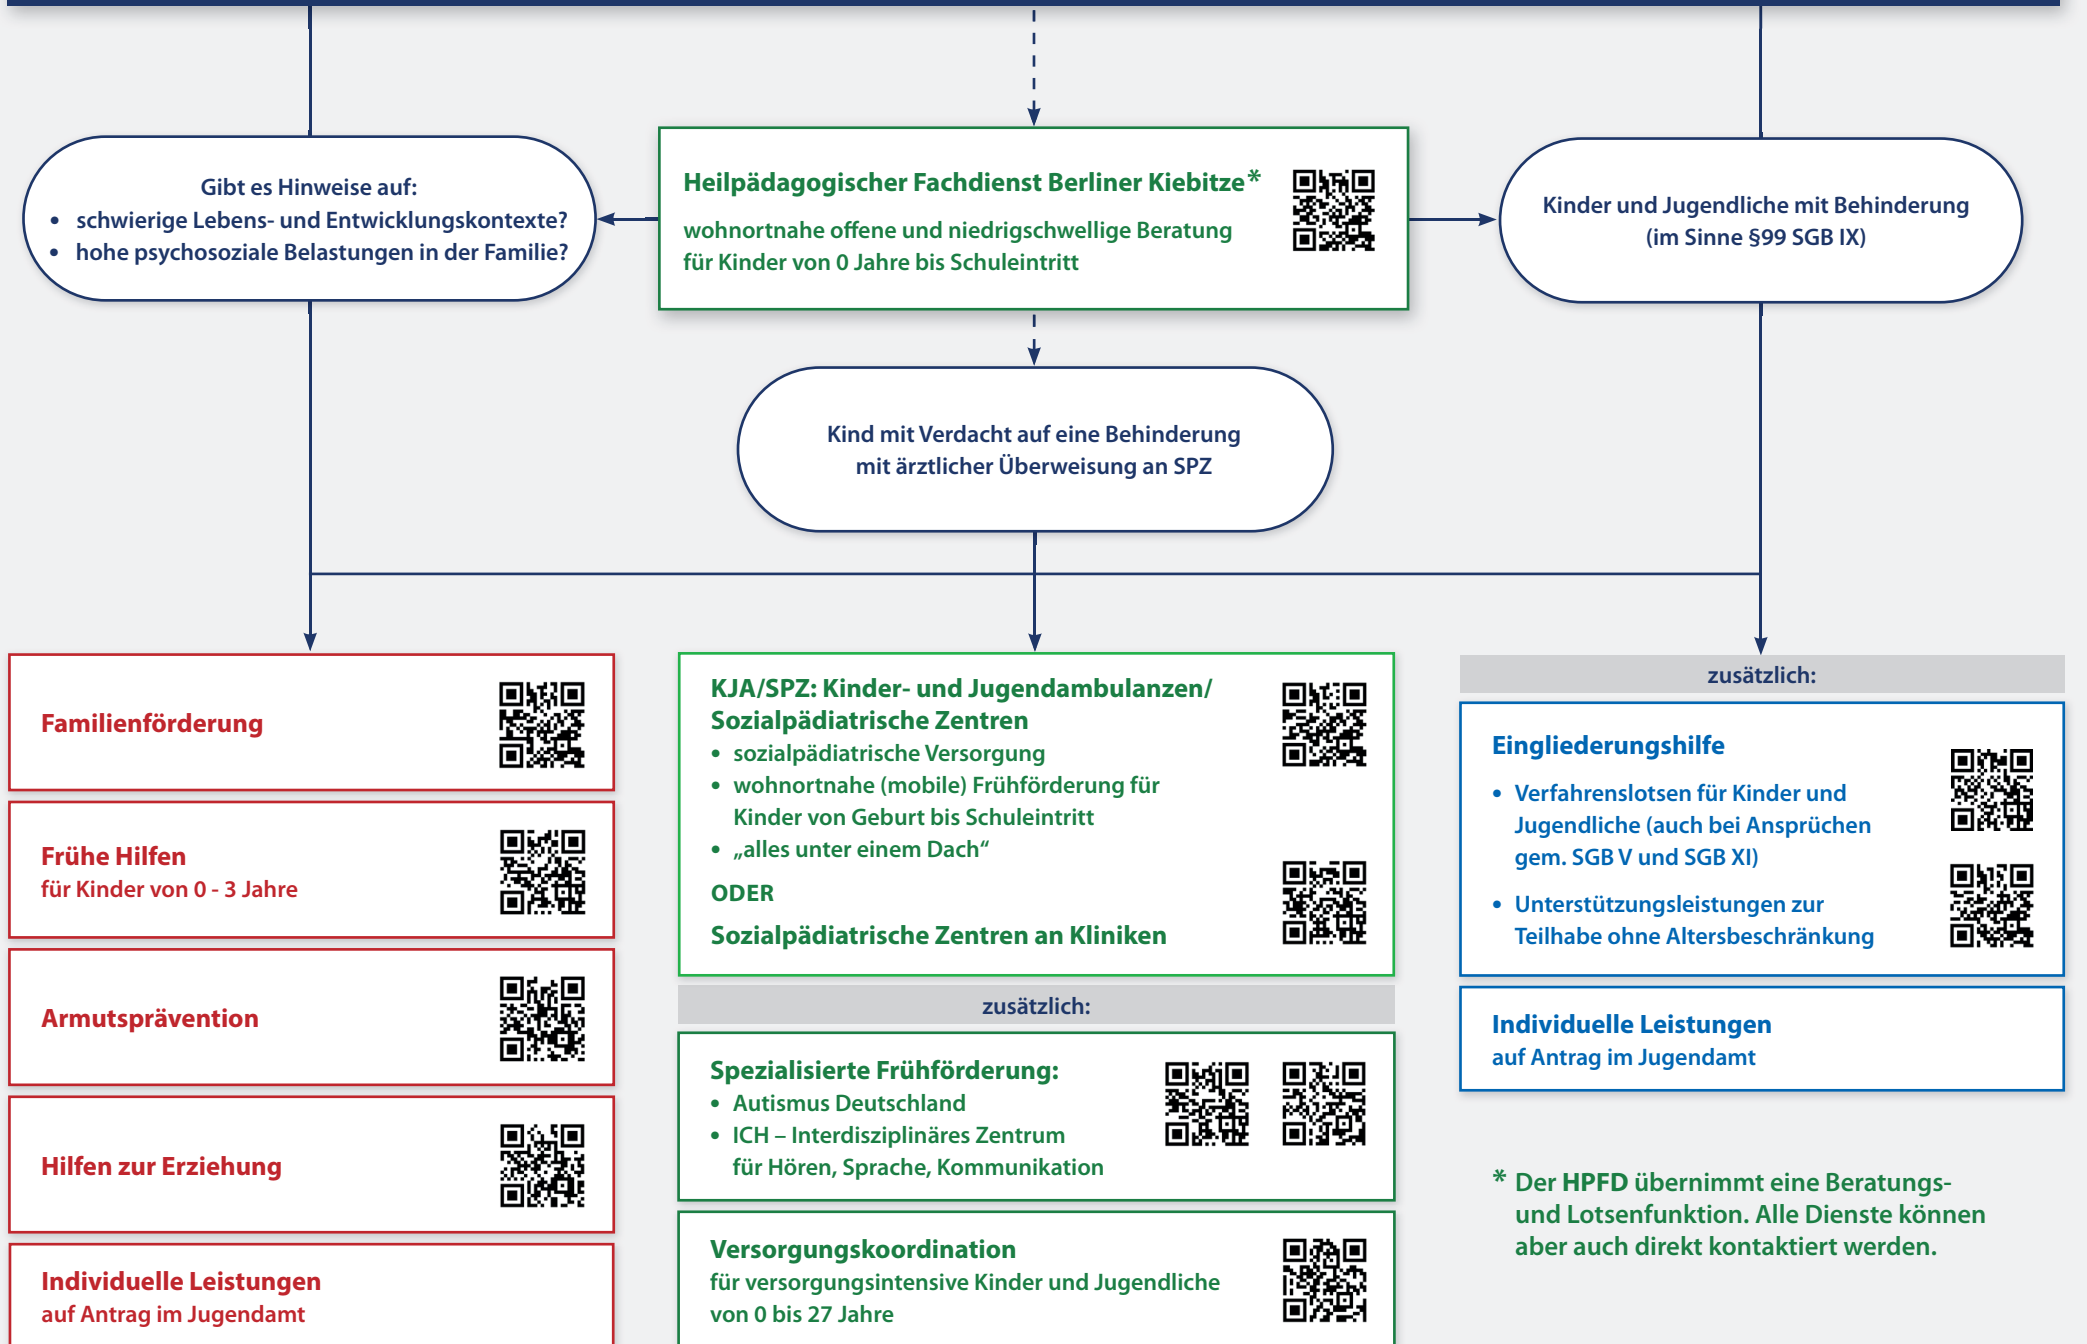 Gibt es Hinweise auf:
• schwierige Lebens- und Entwicklungskontexte?
• hohe psychosoziale Belastungen in der Familie?
Heilpädagogischer Fachdienst Berliner Kiebitze*
wohnortnahe offene und niedrigschwellige Beratung
für Kinder von 0 Jahre bis Schuleintritt
Kinder und Jugendliche mit Behinderung
(im Sinne §99 SGB IX)
Kind mit Verdacht auf eine Behinderung
mit ärztlicher Überweisung an SPZ
Familienförderung
Frühe Hilfen
für Kinder von 0 - 3 Jahre
Armutsprävention
Hilfen zur Erziehung
Individuelle Leistungen
auf Antrag im Jugendamt
KJA/SPZ: Kinder- und Jugendambulanzen/
Sozialpädiatrische Zentren
• sozialpädiatrische Versorgung
• wohnortnahe (mobile) Frühförderung für
Kinder von Geburt bis Schuleintritt
• „alles unter einem Dach“
ODER
Sozialpädiatrische Zentren an Kliniken
zusätzlich:
Spezialisierte Frühförderung:
• Autismus Deutschland
• ICH – Interdisziplinäres Zentrum
für Hören, Sprache, Kommunikation
Versorgungskoordination
für versorgungsintensive Kinder und Jugendliche
von 0 bis 27 Jahre
zusätzlich:
Eingliederungshilfe
• Verfahrenslotsen für Kinder und
Jugendliche (auch bei Ansprüchen
gem. SGB V und SGB XI)
• Unterstützungsleistungen zur
Teilhabe ohne Altersbeschränkung
Individuelle Leistungen
auf Antrag im Jugendamt
* Der HPFD übernimmt eine Beratungs-
und Lotsenfunktion. Alle Dienste können
aber auch direkt kontaktiert werden.